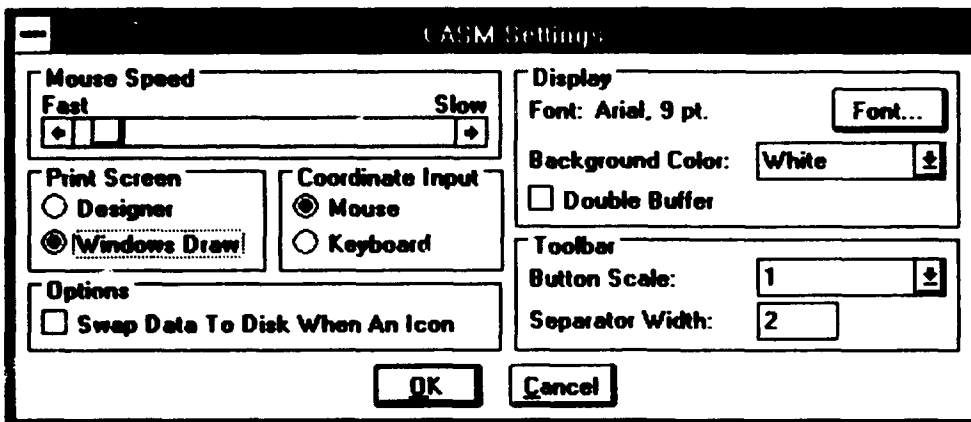 CASM Settings
Mouse Speed
Fast Slow
Print Screen
Designer
Windows Draw
Coordinate Input
Mouse
Keyboard
Options
Swap Data To Disk When An Icon
Display
Font: Arial, 9 pt. Font...
Background Color: White
Double Buffer
Toolbar
Button Scale: 1
Separator Width: 2
OK Cancel